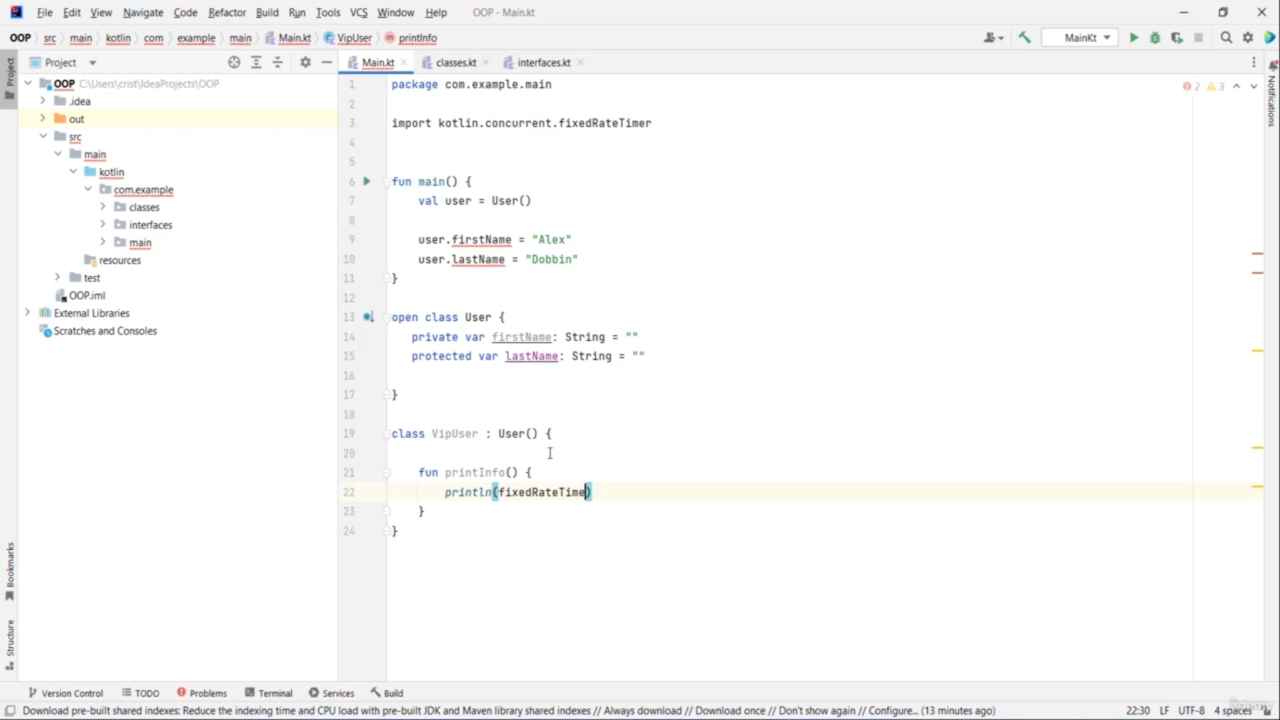 File Edit View Navigate Code Refactor Build Run Tools VCS Window Help OOP - Main.kt
OOP src main kotlin com example main Main.kt VipUser printInfo MainKt
Project
Project
Main.kt
classes.kt
interfaces.kt
OOP C:\Users\crist\IdeaProjects\OOP
.idea
out
src
main
kotlin
com.example
classes
interfaces
main
resources
test
OOP.iml
External Libraries
Scratches and Consoles
2 3
1 package com.example.main
2
3 import kotlin.concurrent.fixedRateTimer
4
5
6 fun main() {
7 val user = User()
8
9 user.firstName = "Alex"
10 user.lastName = "Dobbin"
11 }
12
13 open class User {
14 private var firstName: String = ""
15 protected var lastName: String = ""
16
17 }
18
19 class VipUser : User() {
20
21 fun printInfo() {
22 println(fixedRateTime)
23 }
24 }
Notifications
Bookmarks
Structure
Version Control TODO Problems Terminal Services Build
Download pre-built shared indexes: Reduce the indexing time and CPU load with pre-built JDK and Maven library shared indexes // Always download // Download once // Don't show again // Configure... (13 minutes ago) 22:30 LF UTF-8 4 spaces